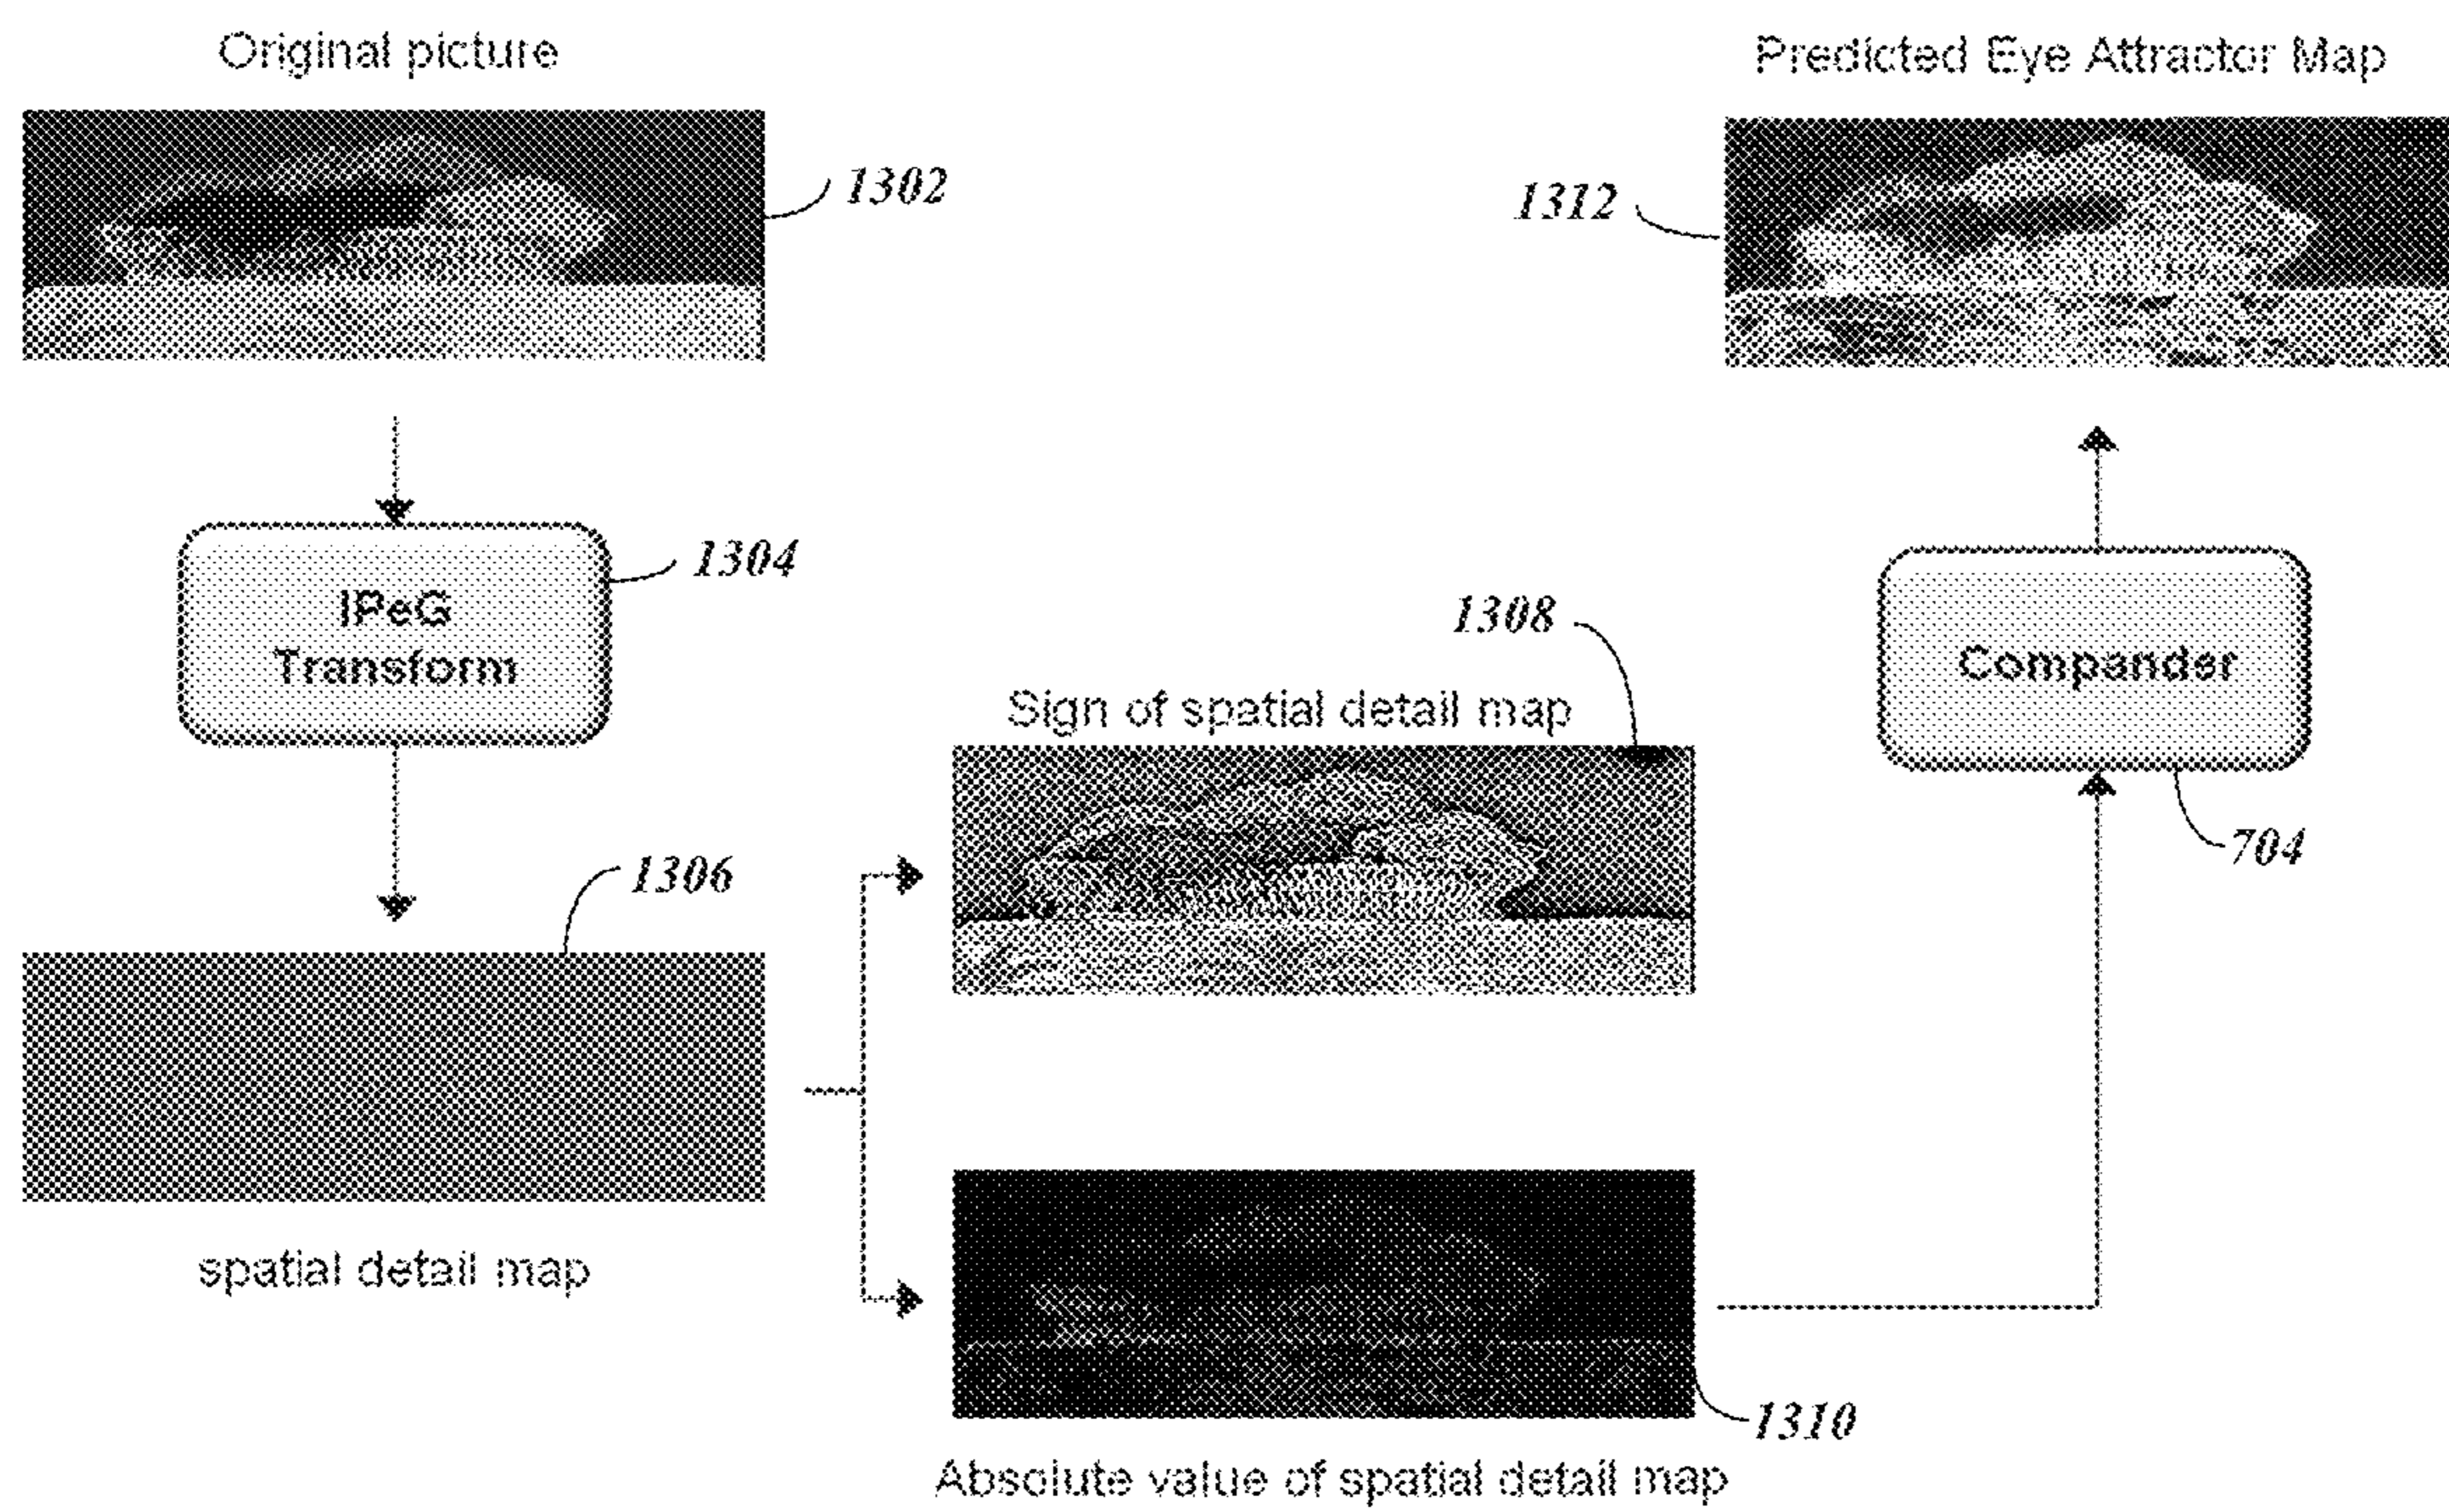 Original picture
Predicted Eye Attractor Map
1302
1312
1304
IPeG
Transform
1308
Compander
Sign of spatial detail map
704
1306
spatial detail map
1310
Absolute value of spatial detail map